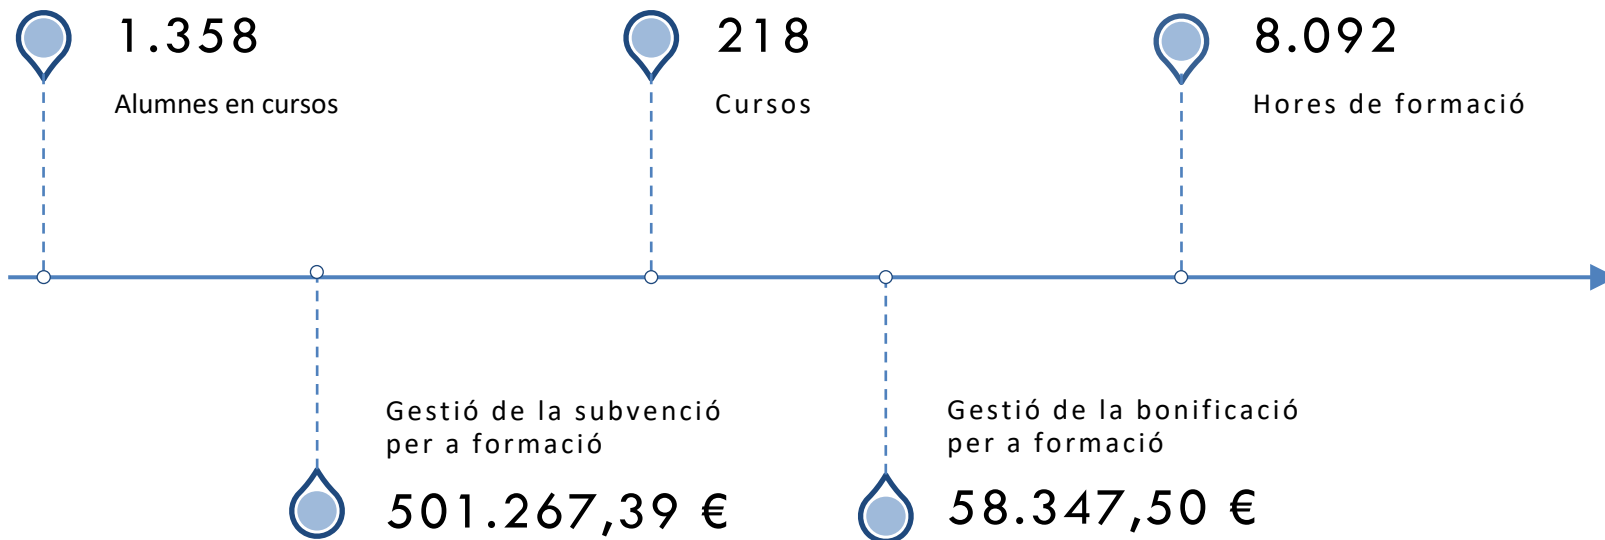 1.358
Alumnes en cursos
218
Cursos
8.092
Hores de formació
Gestió de la subvenció
per a formació
501.267,39 €
Gestió de la bonificació
per a formació
58.347,50 €